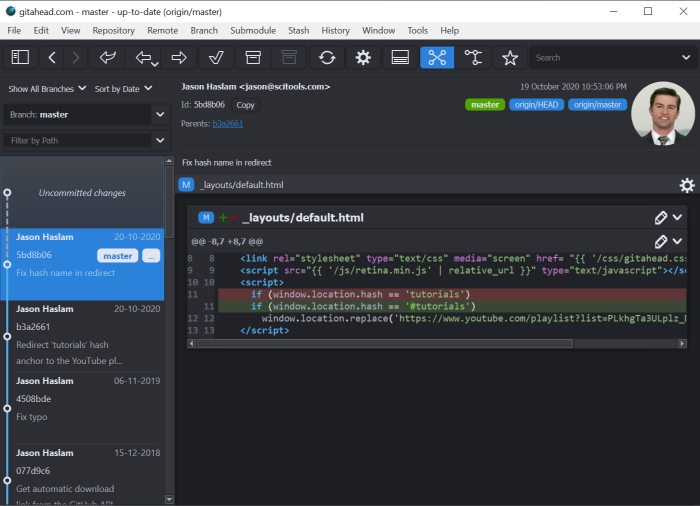 gitahead.com - master - up-to-date (origin/master)
File Edit View Repository Remote Branch Submodule Stash History Window Tools Help
Search
Show All Branches Sort by Date
Branch: master
Filter by Path
Uncommitted changes
Jason Haslam 20-10-2020
5bd8b06 master ...
Fix hash name in redirect
Jason Haslam 20-10-2020
b3a2661
Redirect 'tutorials' hash
anchor to the YouTube pl...
Jason Haslam 06-11-2019
4508bde
Fix typo
Jason Haslam 15-12-2018
077d9c6
Get automatic download
link from the GitHub API
Jason Haslam <jason@scitools.com> 19 October 2020 10:53:06 PM
Id: 5bd8b06 Copy master origin/HEAD origin/master
Parents: b3a2661
Fix hash name in redirect
M _layouts/default.html
M _layouts/default.html
@@ -8,7 +8,7 @@
8 8 <link rel="stylesheet" type="text/css" media="screen" href= "{{ '/css/gitahead.css
9 9 <script src="{{ '/js/retina.min.js' | relative_url }}" type="text/javascript"></sc
10 10 <script>
11 if (window.location.hash == 'tutorials')
11 if (window.location.hash == '#tutorials')
12 12 window.location.replace('https://www.youtube.com/playlist?list=PLkhgTa3ULplz_
13 13 </script>